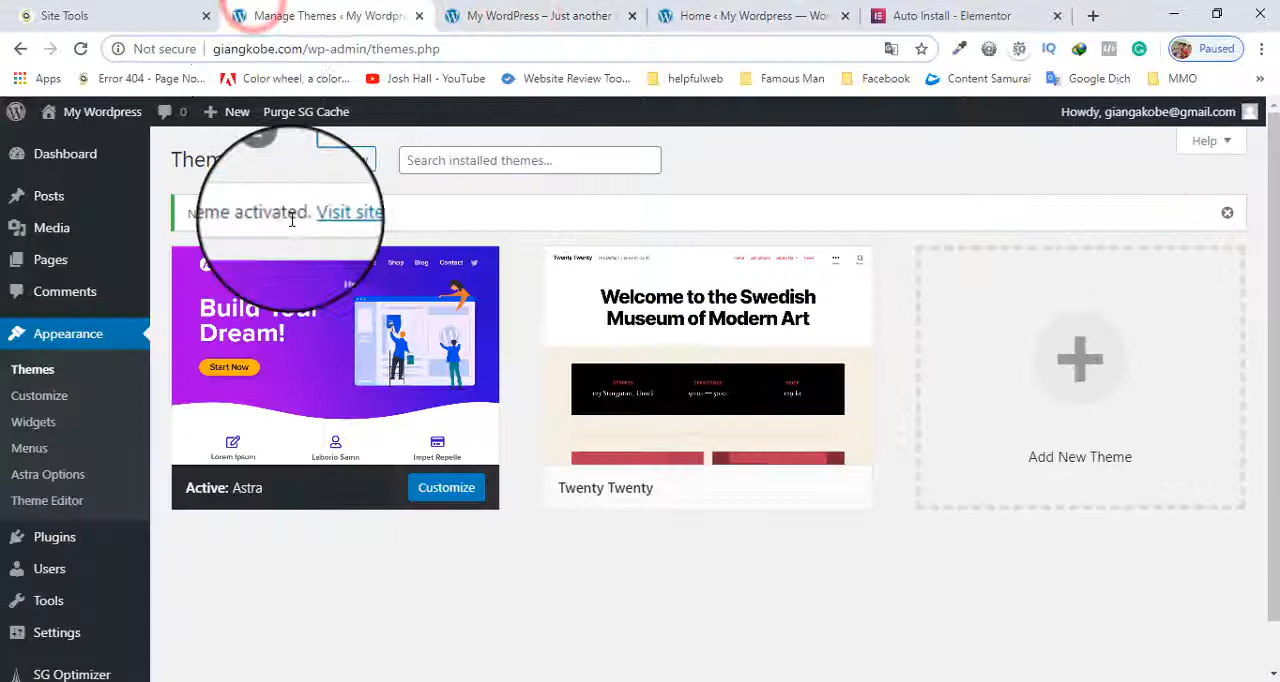 Site Tools
Manage Themes ‹ My Wordpr
My WordPress – Just another
Home ‹ My Wordpress — Wor
Auto Install - Elementor
Not secure
giangkobe.com/wp-admin/themes.php
IQ
Paused
Apps
Error 404 - Page No...
Color wheel, a color...
Josh Hall - YouTube
Website Review Too...
helpfulweb
Famous Man
Facebook
Content Samurai
Google Dich
MMO
»
My Wordpress
0
New
Purge SG Cache
Howdy, giangakobe@gmail.com
Dashboard
Posts
Media
Pages
Comments
Appearance
Themes
Customize
Widgets
Menus
Astra Options
Theme Editor
Plugins
Users
Tools
Settings
SG Optimizer
Them
Search installed themes...
Help
N eme activated. Visit site
Shop Blog Contact
Build Your
Dream!
Start Now
Lorem Ipsum
Laborio Samn
Impet Repelle
Active: Astra
Customize
Twenty Twenty
Welcome to the Swedish
Museum of Modern Art
Twenty Twenty
Add New Theme